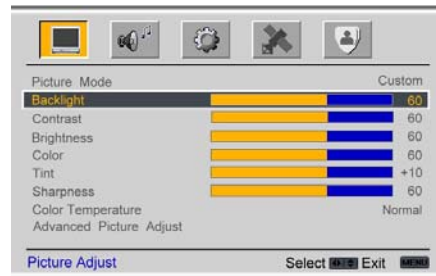 Picture Mode Custom
Backlight 60
Contrast 60
Brightness 60
Color 60
Tint +10
Sharpness 60
Color Temperature Normal
Advanced Picture Adjust
Picture Adjust Select Exit MENU